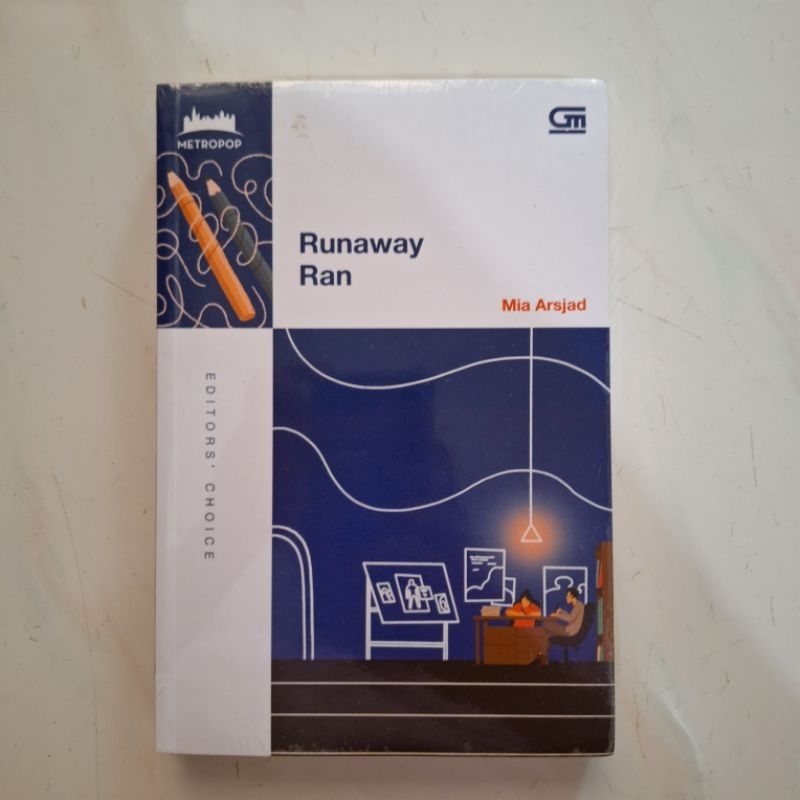 METROPOP
GM
Runaway
Ran
Mia Arsjad
EDITORS' CHOICE